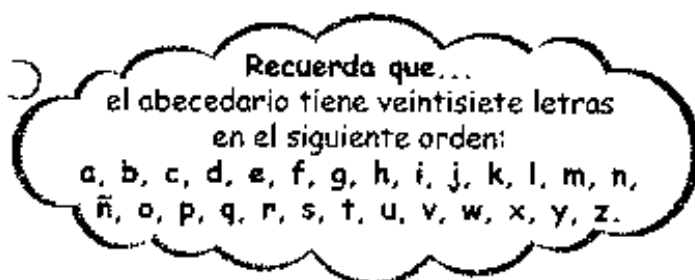 Recuerda que...
el abecedario tiene veintisiete letras
en el siguiente orden:
a, b, c, d, e, f, g, h, i, j, k, l, m, n,
ñ, o, p, q, r, s, t, u, v, w, x, y, z.